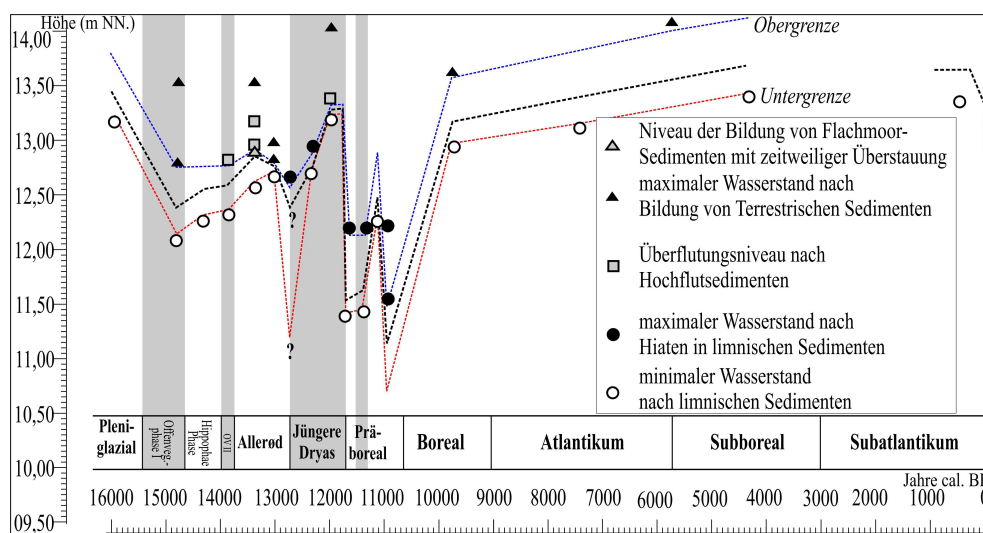 Höhe (m NN.)
14,00
13,50
13,00
12,50
12,00
11,50
11,00
10,50
10,00
09,50
Obergrenze
Untergrenze
?
?
Niveau der Bildung von Flachmoor-
Sedimenten mit zeitweiliger Überstauung
maximaler Wasserstand nach
Bildung von Terrestrischen Sedimenten
Überflutungsniveau nach
Hochflutsedimenten
maximaler Wasserstand nach
Hiaten in limnischen Sedimenten
minimaler Wasserstand
nach limnischen Sedimenten
Pleni-
glazial
Offenweg.-
phase I
Hippophae
Phase
OV II
Allerød
Jüngere
Dryas
Prä-
boreal
Boreal
Atlantikum
Subboreal
Subatlantikum
Jahre cal. BP
16000 15000 14000 13000 12000 11000 10000 9000 8000 7000 6000 5000 4000 3000 2000 1000 0